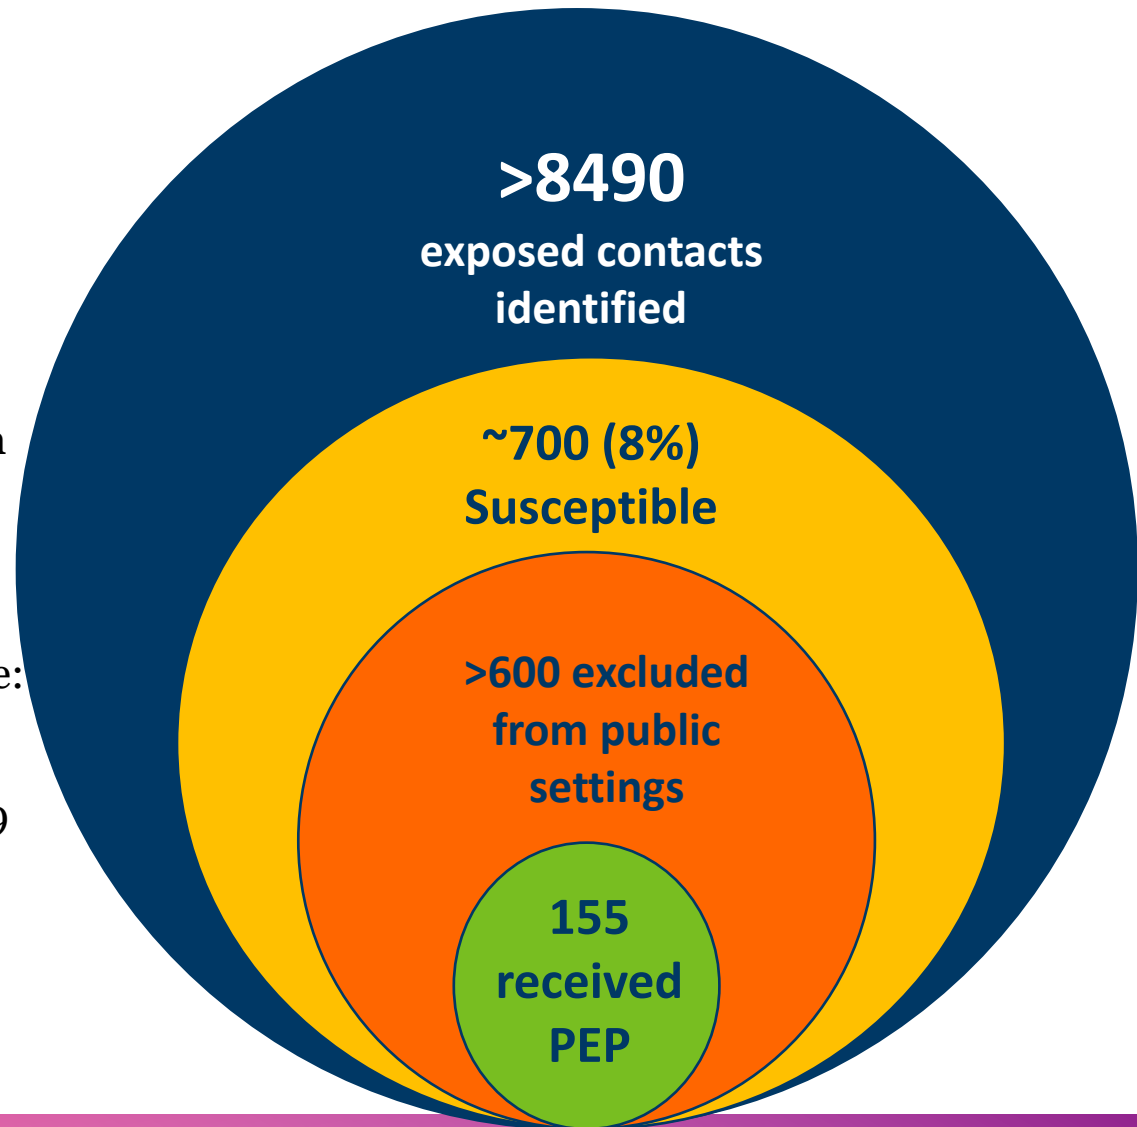 >8490
exposed contacts
identified
~700 (8%)
Susceptible
>600 excluded
from public
settings
155
received
PEP